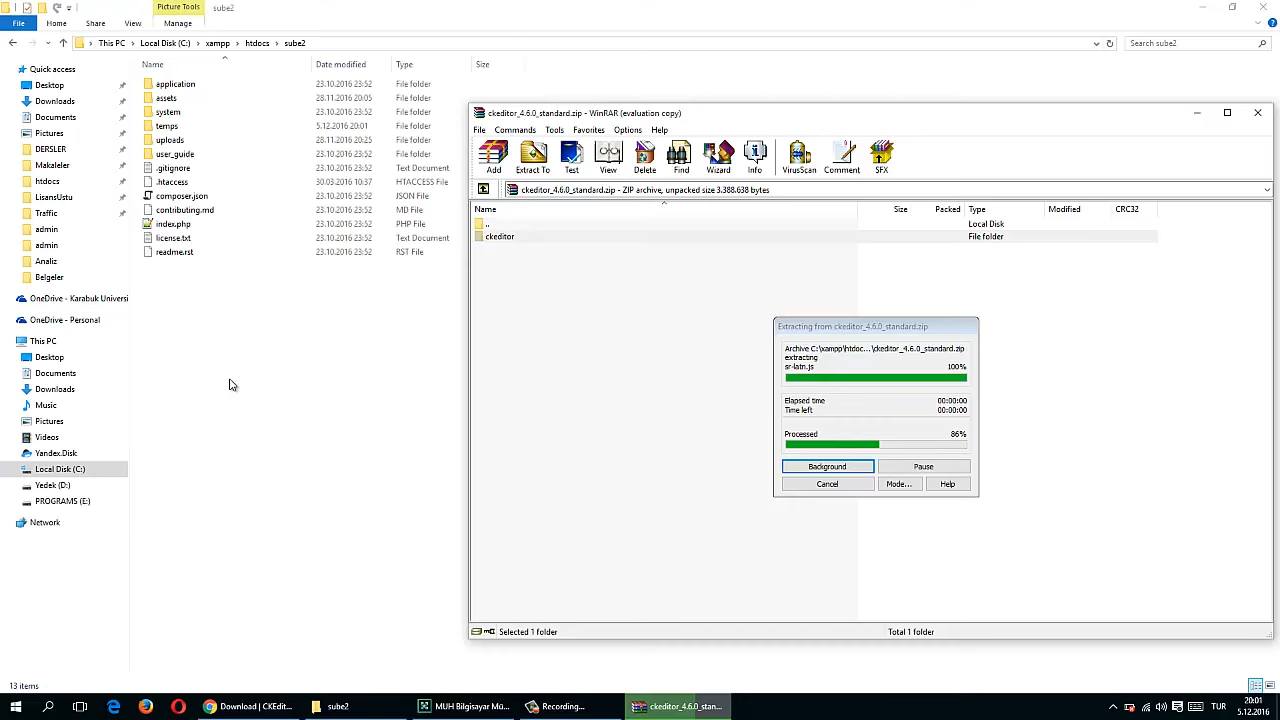 Picture Tools
sube2
File
Home
Share
View
Manage
This PC
Local Disk (C:)
xampp
htdocs
sube2
Search sube2
Quick access
Desktop
Downloads
Documents
Pictures
DERSLER
Makaleler
htdocs
LisansUstu
Traffic
admin
admin
Analiz
Belgeler
OneDrive - Karabuk Universi
OneDrive - Personal
This PC
Desktop
Documents
Downloads
Music
Pictures
Videos
Yandex.Disk
Local Disk (C:)
Yedek (D:)
PROGRAMS (E:)
Network
Name Date modified Type Size
application 23.10.2016 23:52 File folder
assets 28.11.2016 20:05 File folder
system 23.10.2016 23:52 File folder
temps 5.12.2016 20:01 File folder
uploads 28.11.2016 20:25 File folder
user_guide 23.10.2016 23:52 File folder
.gitignore 23.10.2016 23:52 Text Document
.htaccess 30.03.2016 10:37 HTACCESS File
composer.json 23.10.2016 23:52 JSON File
contributing.md 23.10.2016 23:52 MD File
index.php 23.10.2016 23:52 PHP File
license.txt 23.10.2016 23:52 Text Document
readme.rst 23.10.2016 23:52 RST File
ckeditor_4.6.0_standard.zip - WinRAR (evaluation copy)
File Commands Tools Favorites Options Help
Add Extract To Test View Delete Find Wizard Info VirusScan Comment SFX
ckeditor_4.6.0_standard.zip - ZIP archive, unpacked size 3.388.638 bytes
Name Size Packed Type Modified CRC32
.. Local Disk
ckeditor File folder
Extracting from ckeditor_4.6.0_standard.zip
Archive C:\xampp\htdoc...\ckeditor_4.6.0_standard.zip
extracting
sr-latn.js 100%
Elapsed time 00:00:00
Time left 00:00:00
Processed 86%
Background Pause
Cancel Mode... Help
Selected 1 folder
Total 1 folder
13 items
Download | CKEdit...
sube2
MUH Bilgisayar Mü...
Recording...
ckeditor_4.6.0_stan...
TUR
20:01
5.12.2016